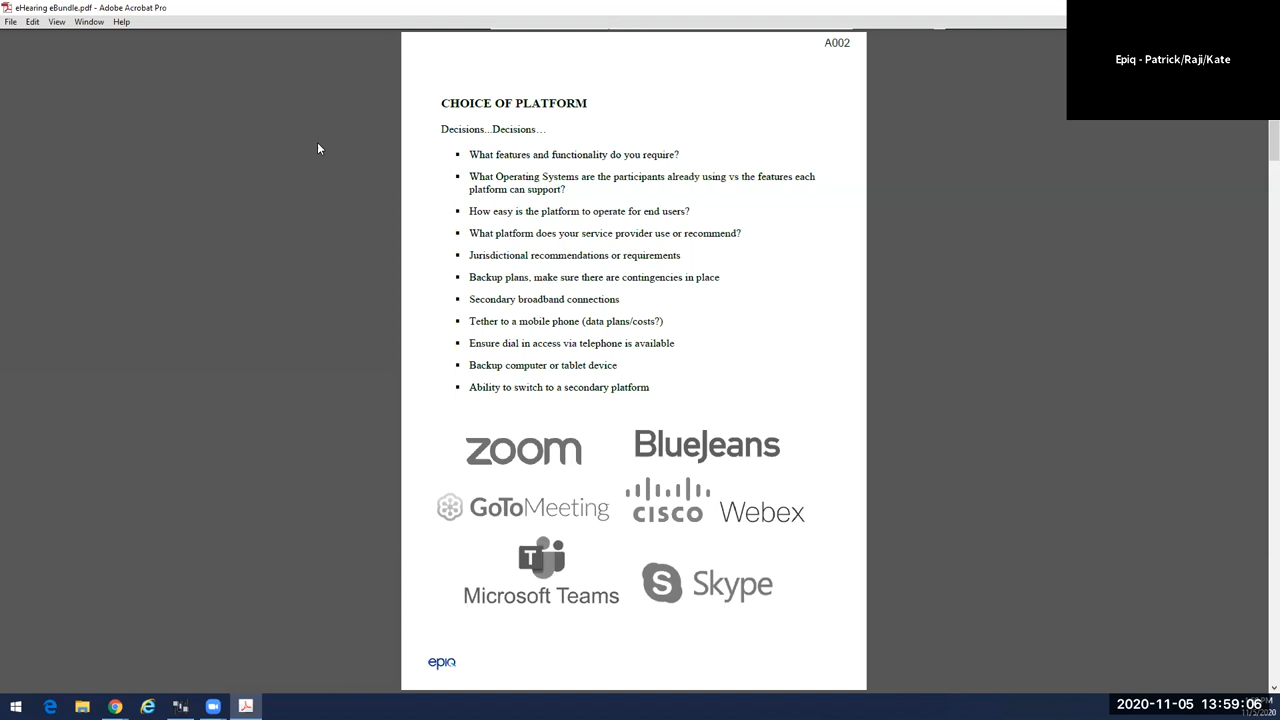 eHearing eBundle.pdf - Adobe Acrobat Pro
File Edit View Window Help
Epiq - Patrick/Raji/Kate
A002
CHOICE OF PLATFORM
Decisions...Decisions…
▪ What features and functionality do you require?
▪ What Operating Systems are the participants already using vs the features each
platform can support?
▪ How easy is the platform to operate for end users?
▪ What platform does your service provider use or recommend?
▪ Jurisdictional recommendations or requirements
▪ Backup plans, make sure there are contingencies in place
▪ Secondary broadband connections
▪ Tether to a mobile phone (data plans/costs?)
▪ Ensure dial in access via telephone is available
▪ Backup computer or tablet device
▪ Ability to switch to a secondary platform
zoom
BlueJeans
GoToMeeting
cisco Webex
T
Microsoft Teams
S Skype
epiq
2020-11-05 13:59:06